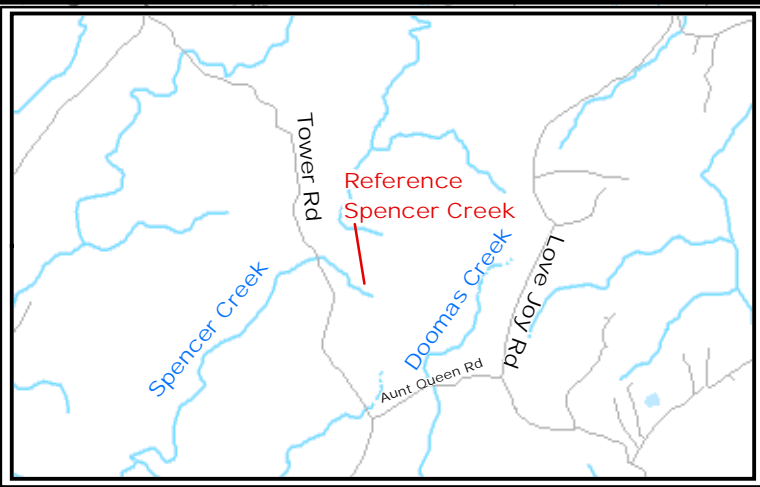 Tower Rd
Reference
Spencer Creek
Love Joy Rd
Doomas Creek
Spencer Creek
Aunt Queen Rd